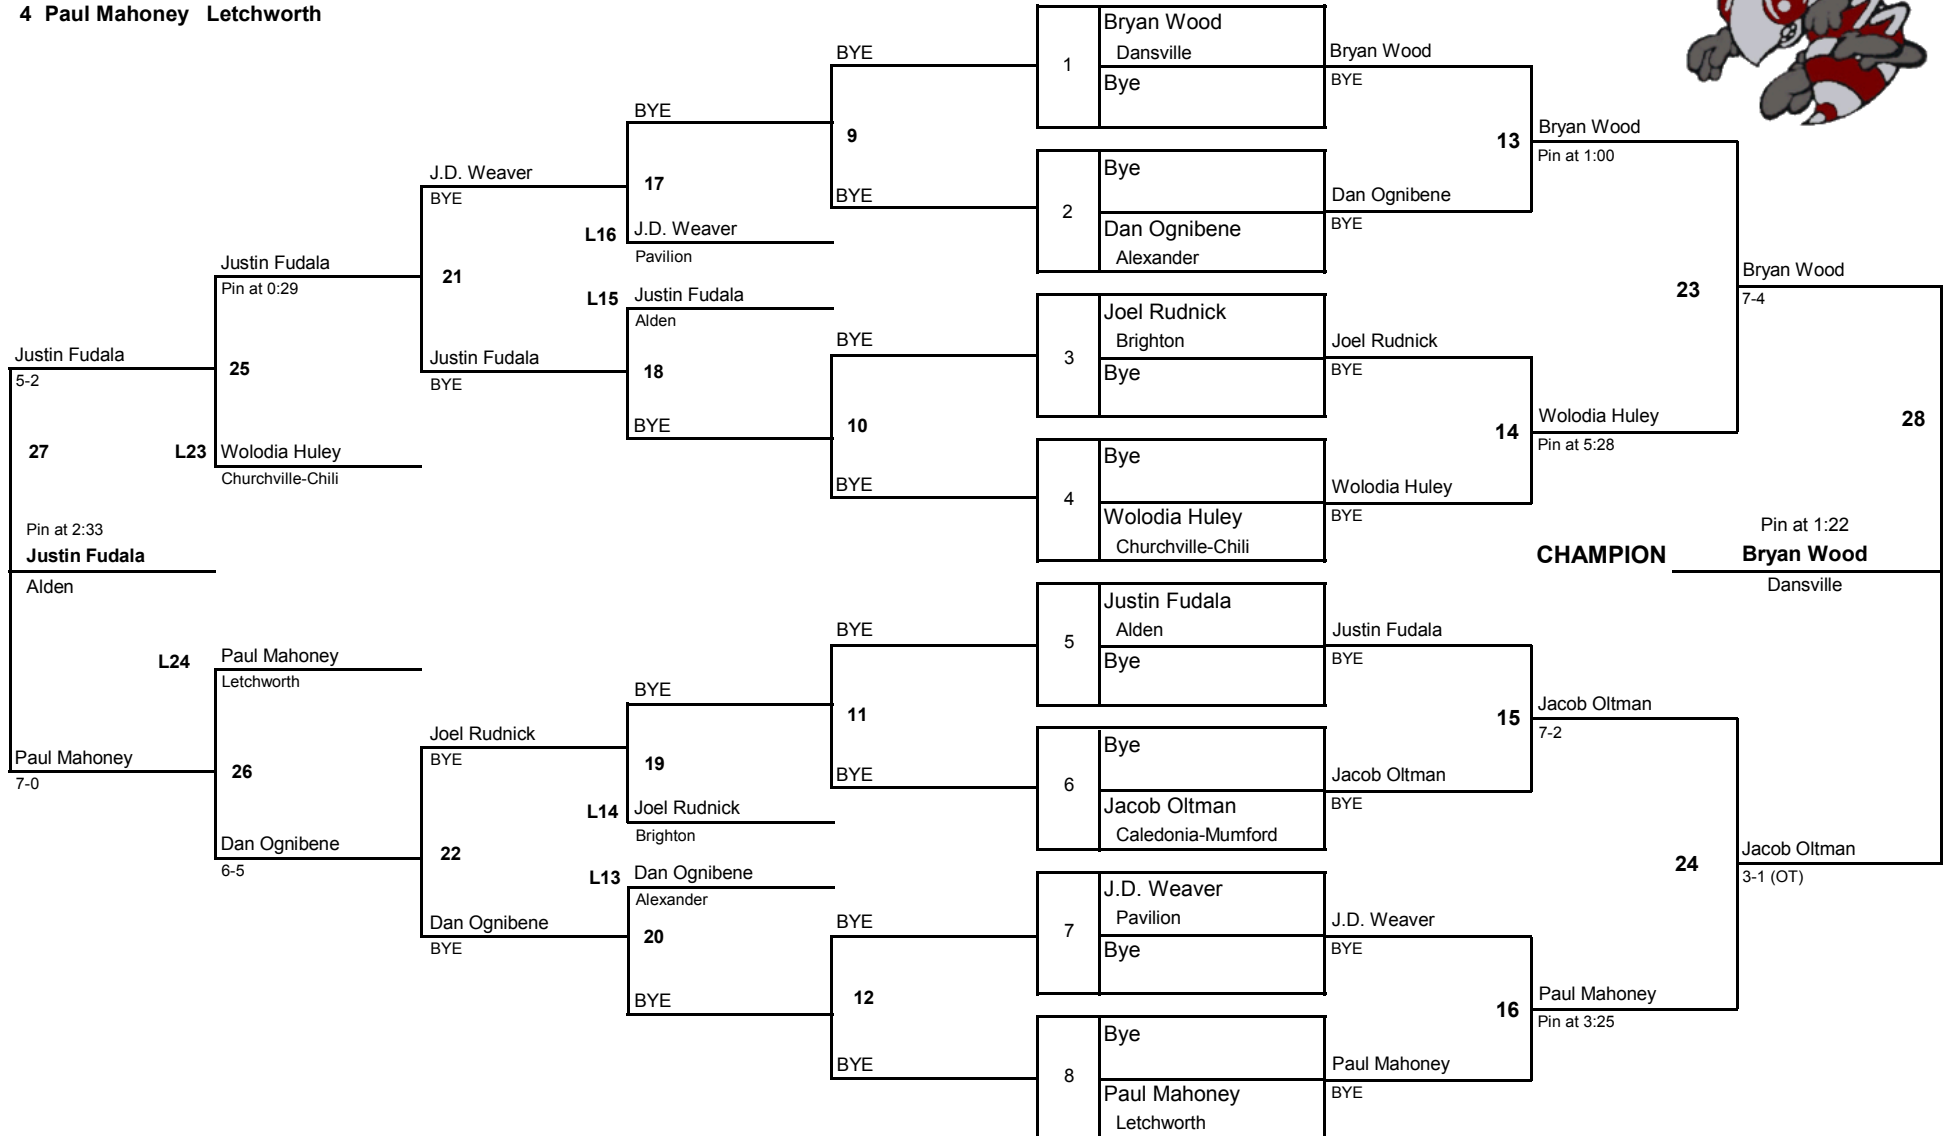 4 Paul Mahoney Letchworth
Bryan Wood
Dansville
1
Bye
Bye
2
Dan Ognibene
Alexander
Joel Rudnick
Brighton
3
Bye
Bye
4
Wolodia Huley
Churchville-Chili
Justin Fudala
Alden
5
Bye
Bye
6
Jacob Oltman
Caledonia-Mumford
J.D. Weaver
Pavilion
7
Bye
Bye
8
Paul Mahoney
Letchworth
Bryan Wood
BYE
13
Dan Ognibene
BYE
Joel Rudnick
BYE
14
Wolodia Huley
BYE
Justin Fudala
BYE
15
Jacob Oltman
BYE
J.D. Weaver
BYE
16
Paul Mahoney
BYE
Bryan Wood
Pin at 1:00
23
Wolodia Huley
Pin at 5:28
Jacob Oltman
7-2
24
Paul Mahoney
Pin at 3:25
Bryan Wood
7-4
28
Pin at 1:22
CHAMPION Bryan Wood
Dansville
Jacob Oltman
3-1 (OT)
BYE
9
BYE
BYE
10
BYE
BYE
11
BYE
BYE
12
BYE
BYE
17
L16 J.D. Weaver
Pavilion
L15 Justin Fudala
Alden
18
BYE
BYE
19
L14 Joel Rudnick
Brighton
L13 Dan Ognibene
Alexander
20
BYE
J.D. Weaver
BYE
21
Justin Fudala
BYE
Joel Rudnick
BYE
22
Dan Ognibene
BYE
Justin Fudala
Pin at 0:29
25
L23 Wolodia Huley
Churchville-Chili
L24 Paul Mahoney
Letchworth
26
Dan Ognibene
6-5
Justin Fudala
5-2
27
Pin at 2:33
Justin Fudala
Alden
Paul Mahoney
7-0